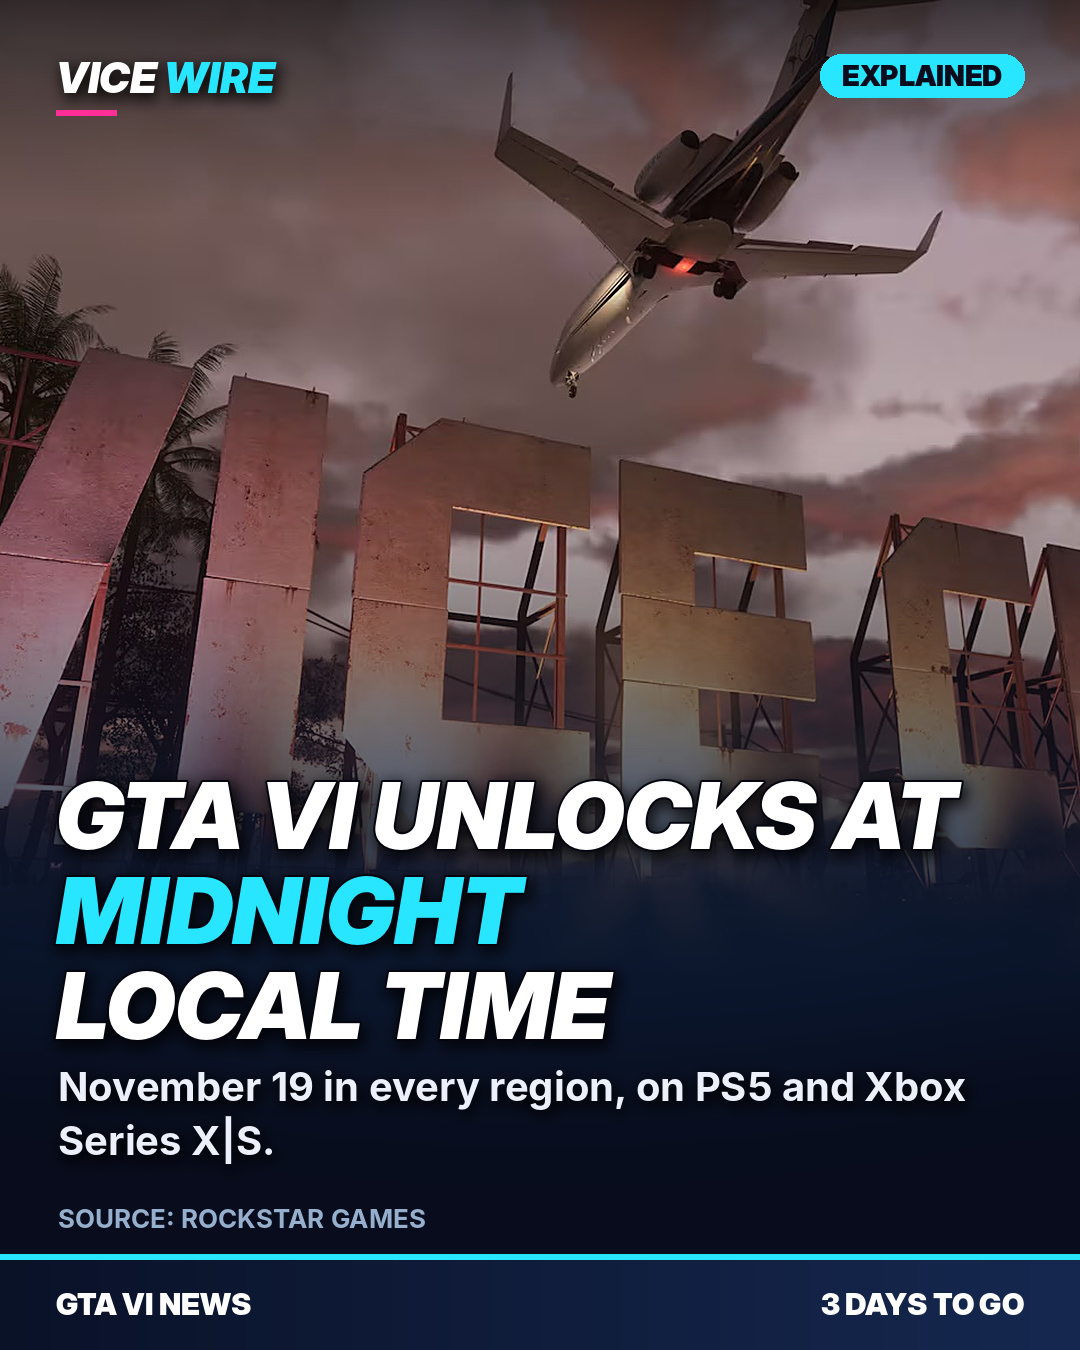 VICE WIRE
EXPLAINED
VICE C
GTA VI UNLOCKS AT
MIDNIGHT
LOCAL TIME
November 19 in every region, on PS5 and Xbox
Series X|S.
SOURCE: ROCKSTAR GAMES
GTA VI NEWS
3 DAYS TO GO